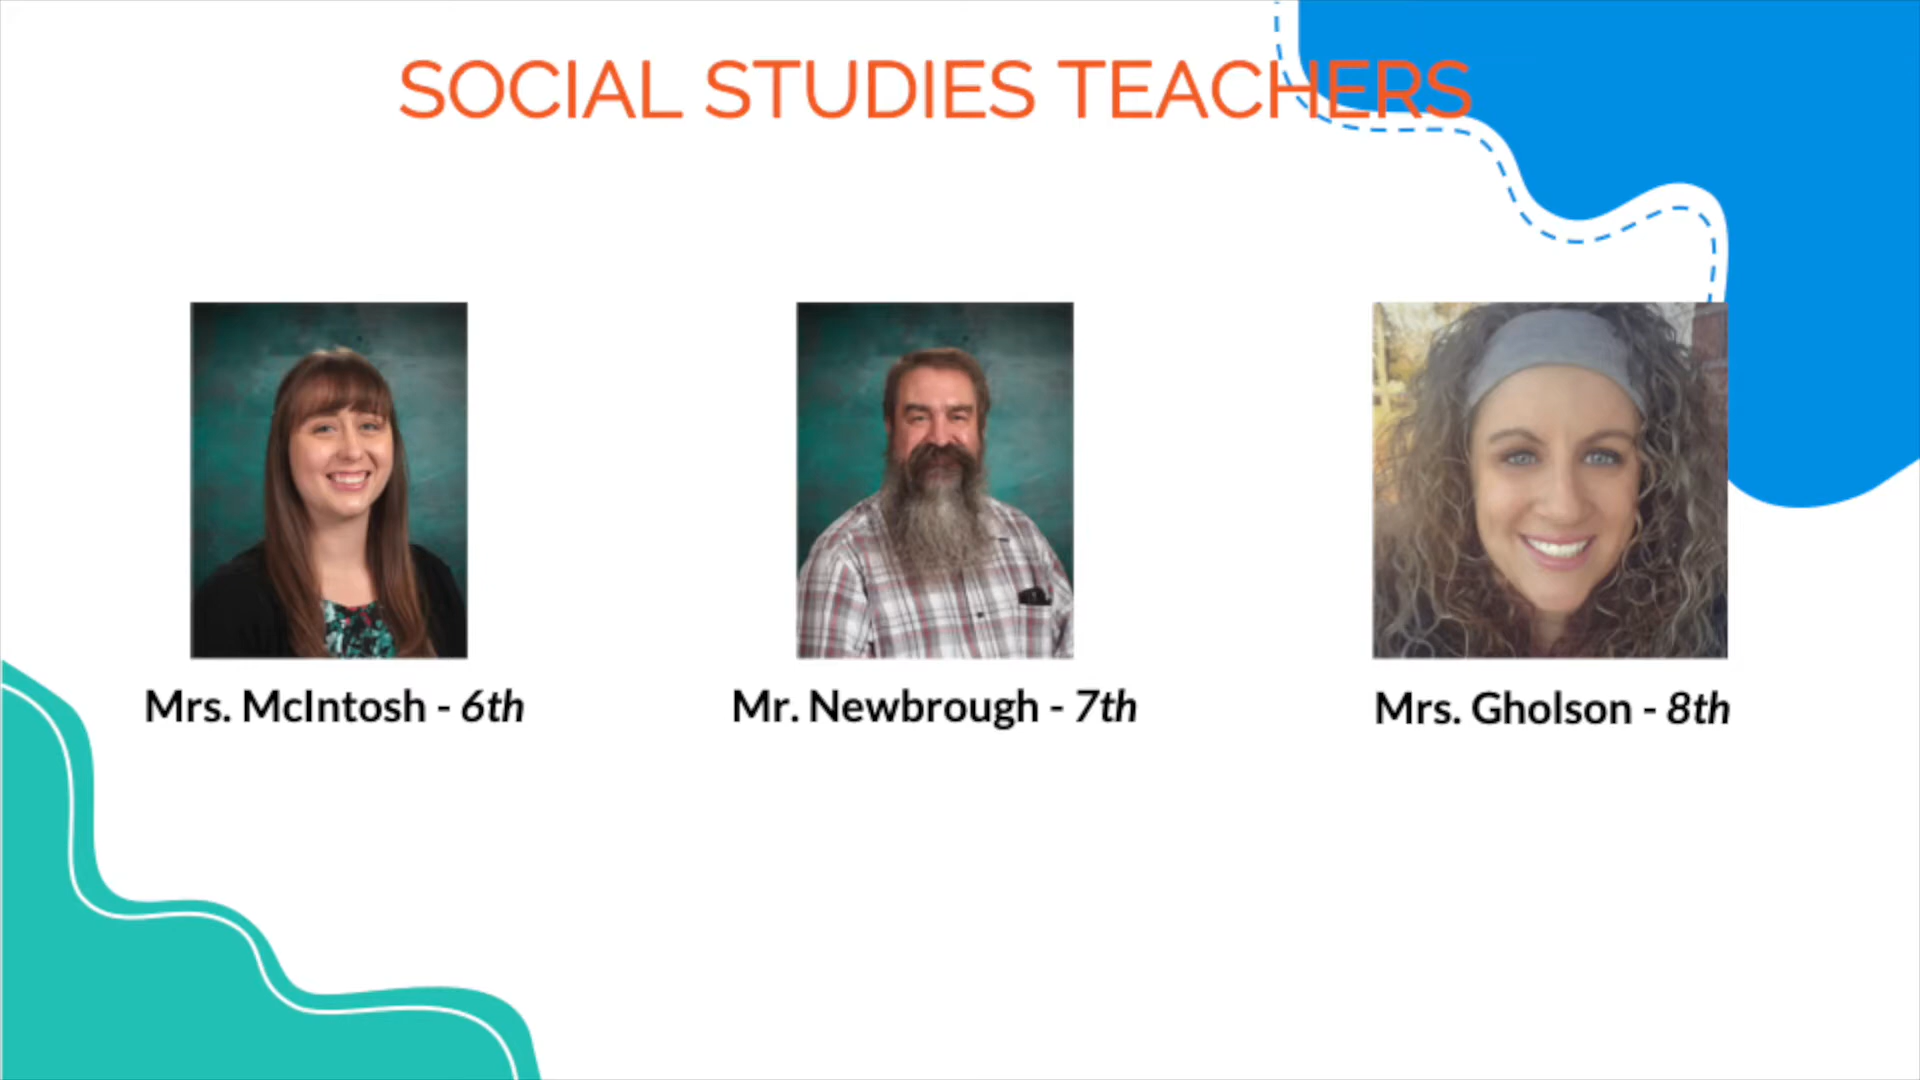 SOCIAL STUDIES TEACHERS
Mrs. McIntosh - 6th
Mr. Newbrough - 7th
Mrs. Gholson - 8th